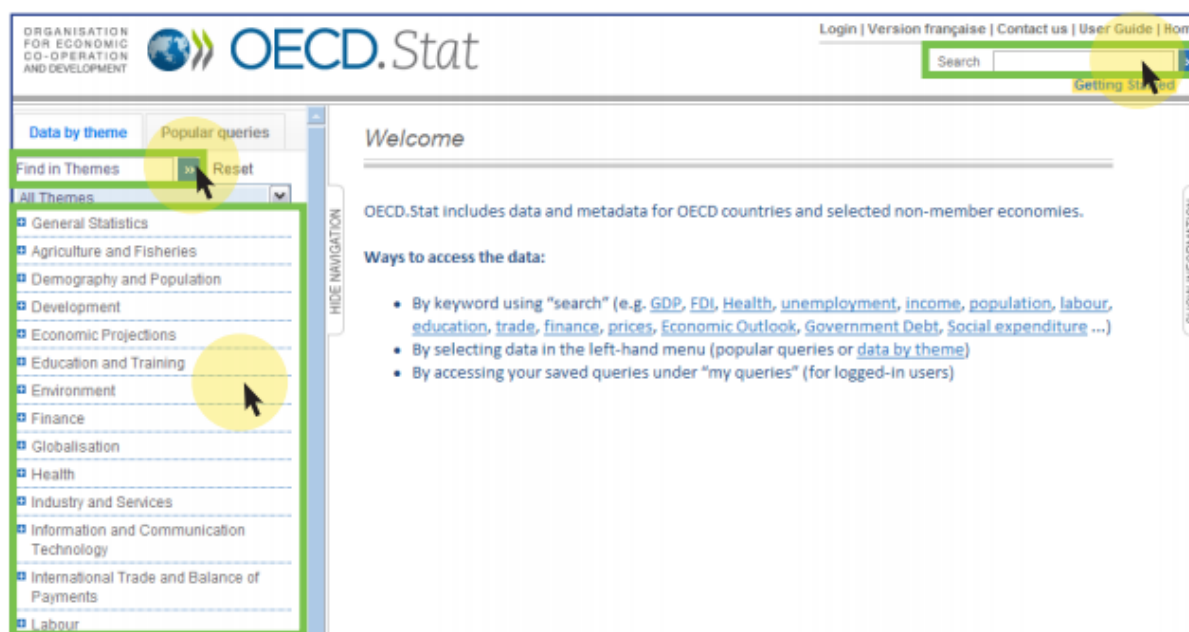 ORGANISATION
FOR ECONOMIC
CO-OPERATION
AND DEVELOPMENT
OECD.Stat
Login | Version française | Contact us | User Guide | Hom
Search
Getting Started
Data by theme Popular queries
Find in Themes Reset
All Themes
General Statistics
Agriculture and Fisheries
Demography and Population
Development
Economic Projections
Education and Training
Environment
Finance
Globalisation
Health
Industry and Services
Information and Communication
Technology
International Trade and Balance of
Payments
Labour
HIDE NAVIGATION
Welcome
OECD.Stat includes data and metadata for OECD countries and selected non-member economies.
Ways to access the data:
• By keyword using “search” (e.g. GDP, FDI, Health, unemployment, income, population, labour,
education, trade, finance, prices, Economic Outlook, Government Debt, Social expenditure ...)
• By selecting data in the left-hand menu (popular queries or data by theme)
• By accessing your saved queries under “my queries” (for logged-in users)